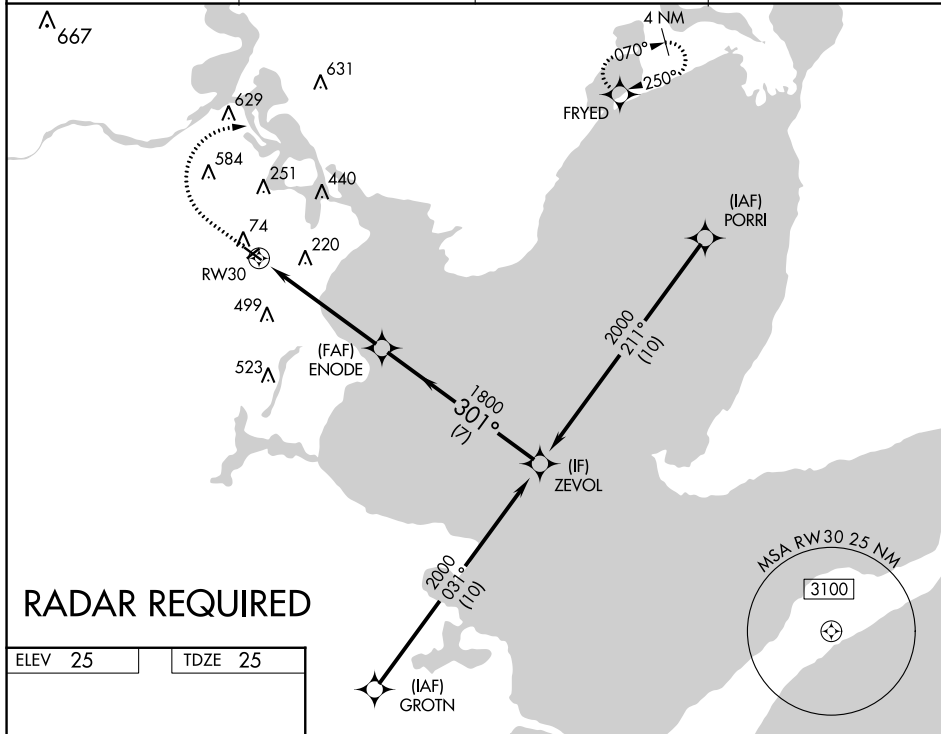 667
4 NM
070°
250°
FRYED
631
629
584
251
440
74
220
RW30
499
523
(IAF)
PORRI
2000
211°
(10)
(FAF)
ENODE
1800
301°
(7)
(IF)
ZEVOL
2000
031°
(10)
(IAF)
GROTN
MSA RW30 25 NM
3100
RADAR REQUIRED
ELEV 25
TDZE 25